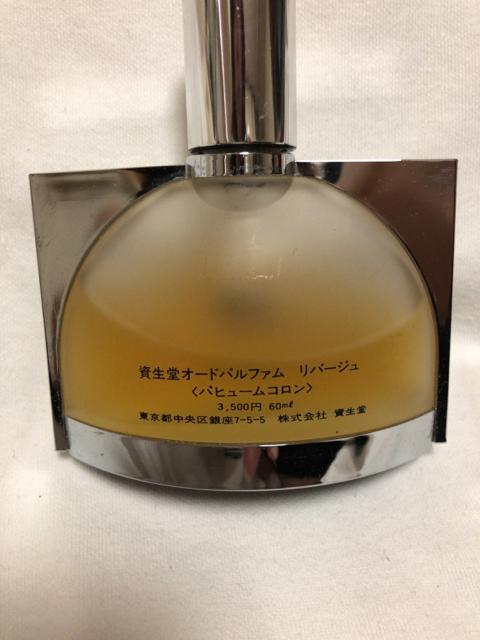 資生堂オードパルファム　リバージュ
〈パヒュームコロン〉
3,500円 60㎖
東京都中央区銀座7-5-5　株式会社 資生堂